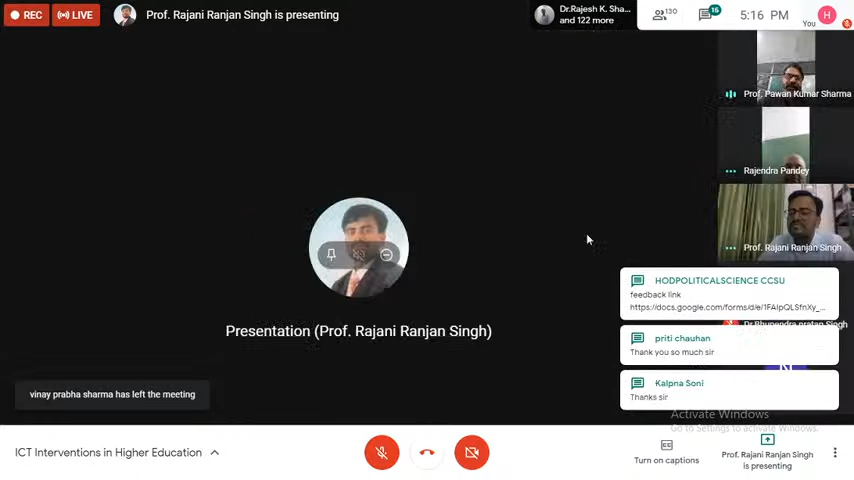 REC
LIVE
Prof. Rajani Ranjan Singh is presenting
Dr.Rajesh K. Sha...
and 122 more
130
15
5:16 PM
You
H
Prof. Pawan Kumar Sharma
Rajendra Pandey
Prof. Rajani Ranjan Singh
HODPOLITICALSCIENCE CCSU
feedback link
https://docs.google.com/forms/d/e/1FAIpQLSfnXy_...
Dr.Bhupendra pratap Singh
priti chauhan
Thank you so much sir
Kalpna Soni
Thanks sir
Presentation (Prof. Rajani Ranjan Singh)
vinay prabha sharma has left the meeting
Activate Windows
Go to Settings to activate Windows.
ICT Interventions in Higher Education
Turn on captions
Prof. Rajani Ranjan Singh
is presenting